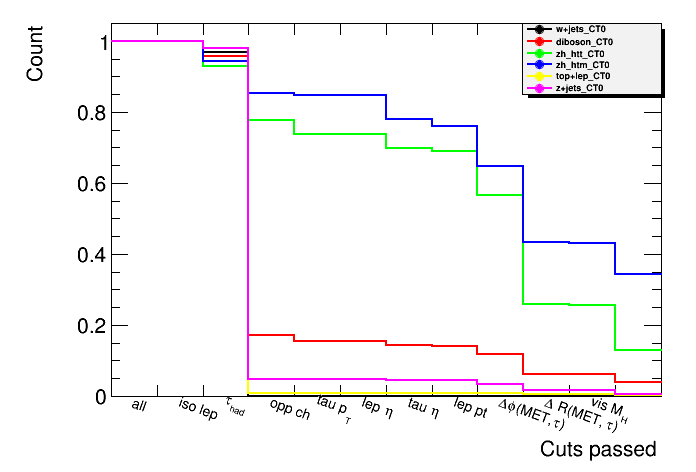 Count
w+jets_CT0
diboson_CT0
zh_htt_CT0
zh_htm_CT0
top+lep_CT0
z+jets_CT0
1
0.8
0.6
0.4
0.2
0
all
iso lep
τhad
opp ch
tau pT
lep η
tau η
lep pt
Δφ(MET, τ)
Δ R(MET, τ)
vis MH
Cuts passed